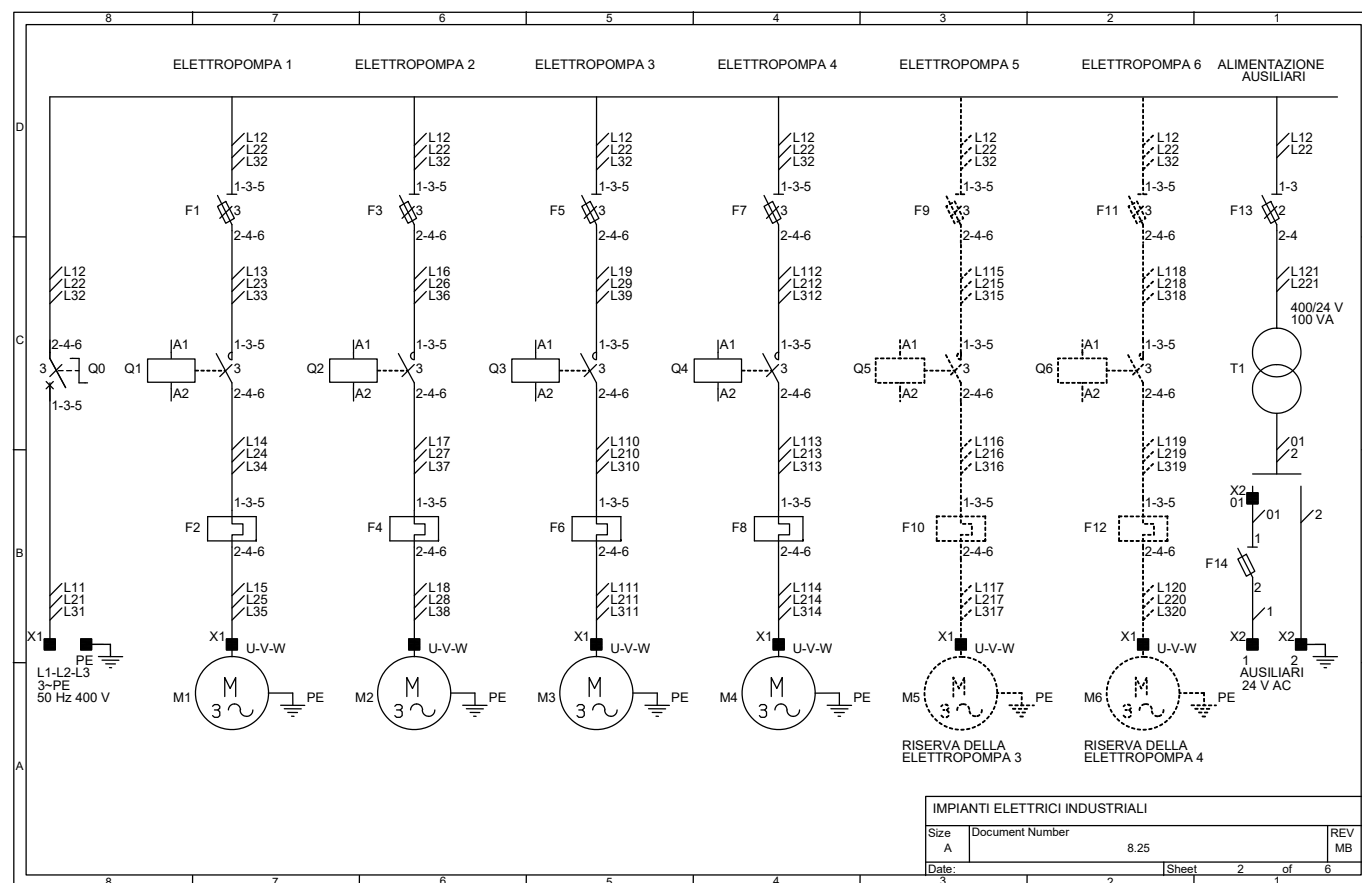 8 7 6 5 4 3 2 1
ELETTROPOMPA 1 ELETTROPOMPA 2 ELETTROPOMPA 3 ELETTROPOMPA 4 ELETTROPOMPA 5 ELETTROPOMPA 6 ALIMENTAZIONE
AUSILIARI
D
L12 L12 L12 L12 L12 L12 L12
L22 L22 L22 L22 L22 L22 L22
L32 L32 L32 L32 L32 L32
1-3-5 1-3-5 1-3-5 1-3-5 1-3-5 1-3-5 1-3
F1 3 F3 3 F5 3 F7 3 F9 3 F11 3 F13 2
2-4-6 2-4-6 2-4-6 2-4-6 2-4-6 2-4-6 2-4
L12 L13 L16 L19 L112 L115 L118 L121
L22 L23 L26 L29 L212 L215 L218 L221
L32 L33 L36 L39 L312 L315 L318
400/24 V
100 VA
C
2-4-6 A1 1-3-5 A1 1-3-5 A1 1-3-5 A1 1-3-5 A1 1-3-5 A1 1-3-5
3 Q0 Q1 3 Q2 3 Q3 3 Q4 3 Q5 3 Q6 3 T1
A2 2-4-6 A2 2-4-6 A2 2-4-6 A2 2-4-6 A2 2-4-6 A2 2-4-6
1-3-5
L14 L17 L110 L113 L116 L119 01
L24 L27 L210 L213 L216 L219 2
L34 L37 L310 L313 L316 L319
1-3-5 1-3-5 1-3-5 1-3-5 1-3-5 1-3-5 X2
01
01 2
F2 F4 F6 F8 F10 F12
1
B
2-4-6 2-4-6 2-4-6 2-4-6 2-4-6 2-4-6
F14
2
L11 L15 L18 L111 L114 L117 L120
L21 L25 L28 L211 L214 L217 L220
L31 L35 L38 L311 L314 L317 L320
1
X1 X1 X1 X1 X1 X1 X1 X2 X2
U-V-W U-V-W U-V-W U-V-W U-V-W U-V-W
PE
1 2
L1-L2-L3
3~PE
50 Hz 400 V
AUSILIARI
24 V AC
M M M M M M
M1 PE M2 PE M3 PE M4 PE M5 PE M6 PE
3 3 3 3 3 3
RISERVA DELLA
ELETTROPOMPA 3
RISERVA DELLA
ELETTROPOMPA 4
A
IMPIANTI ELETTRICI INDUSTRIALI
Size Document Number REV
A 8.25 MB
Date: Sheet 2 of 6
8 7 6 5 4 3 2 1